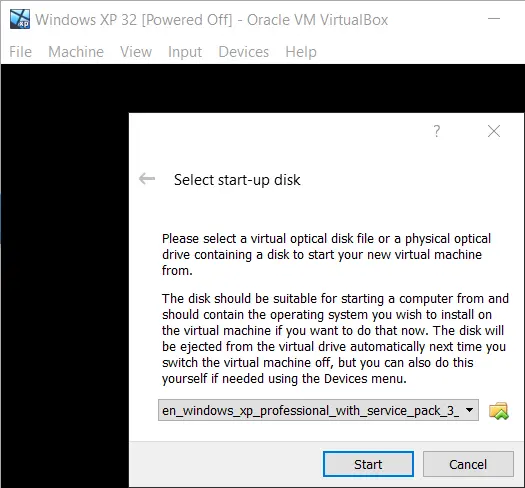 Windows XP 32 [Powered Off] - Oracle VM VirtualBox
File Machine View Input Devices Help
?
Select start-up disk
Please select a virtual optical disk file or a physical optical
drive containing a disk to start your new virtual machine
from.
The disk should be suitable for starting a computer from and
should contain the operating system you wish to install on
the virtual machine if you want to do that now. The disk will
be ejected from the virtual drive automatically next time you
switch the virtual machine off, but you can also do this
yourself if needed using the Devices menu.
en_windows_xp_professional_with_service_pack_3_
Start Cancel